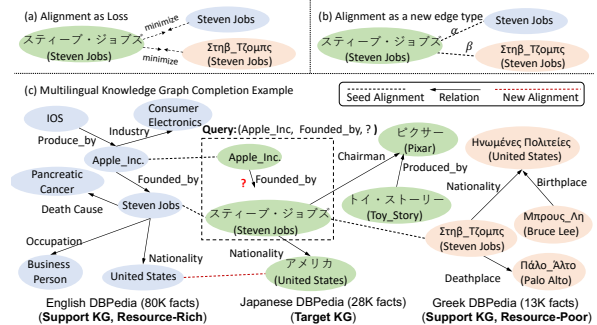 (a) Alignment as Loss
Steven Jobs
minimize
スティーブ・ジョブズ
(Steven Jobs)
minimize
Στηβ_Τζομπς
(Steven Jobs)
(b) Alignment as a new edge type
Steven Jobs
α
スティーブ・ジョブズ
(Steven Jobs)
β
Στηβ_Τζομπς
(Steven Jobs)
(c) Multilingual Knowledge Graph Completion Example
Seed Alignment
Relation
New Alignment
IOS
Consumer
Electronics
Produce_by
Industry
Apple_Inc.
Pancreatic
Cancer
Founded_by
Death Cause
Steven Jobs
Occupation
Nationality
Business
Person
United States
Query:(Apple_Inc, Founded_by, ?)
Apple_Inc.
?
Founded_by
スティーブ・ジョブズ
(Steven Jobs)
Nationality
アメリカ
(United States)
Chairman
ピクサー
(Pixar)
Produced_by
トイ・ストーリー
(Toy_Story)
Ηνωμένες Πολιτείες
(United States)
Nationality
Birthplace
Στηβ_Τζομπς
(Steven Jobs)
Μπρους_Λη
(Bruce Lee)
Deathplace
Πάλο_Άλτο
(Palo Alto)
English DBPedia (80K facts)
(Support KG, Resource-Rich)
Japanese DBPedia (28K facts)
(Target KG)
Greek DBPedia (13K facts)
(Support KG, Resource-Poor)